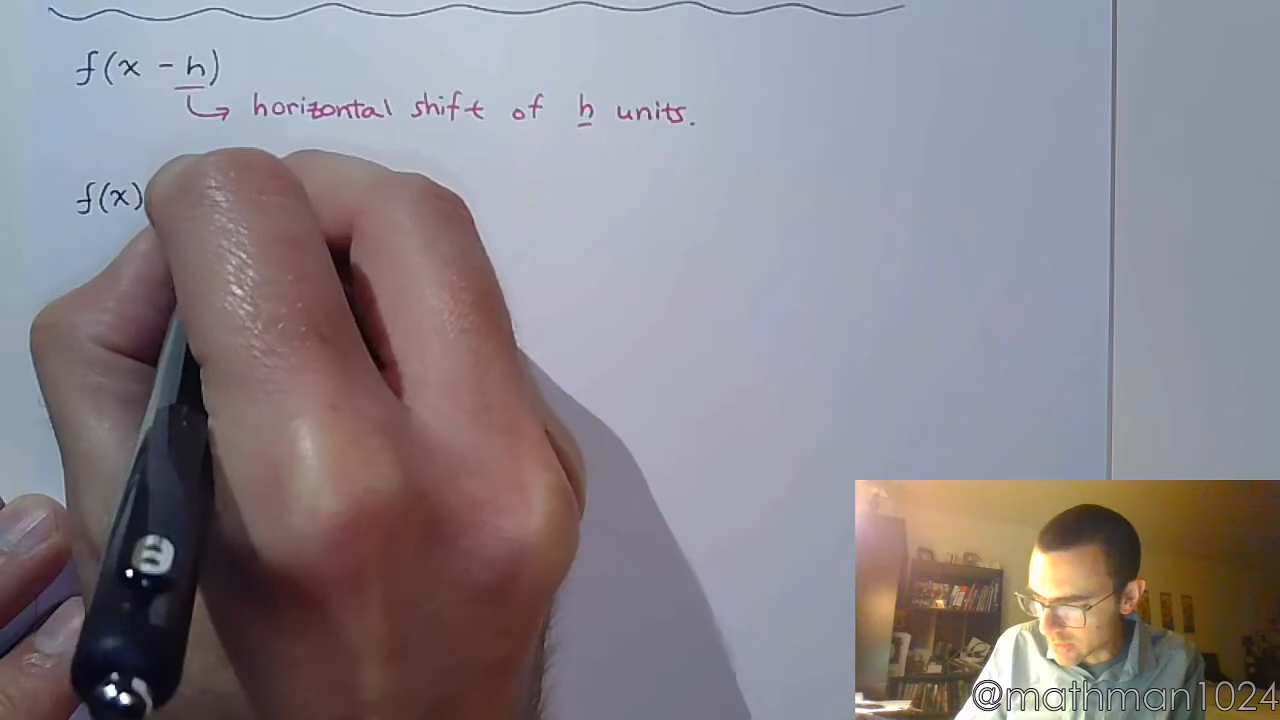 f(x - h)
horizontal shift of h units.
f(x)
@mathman1024